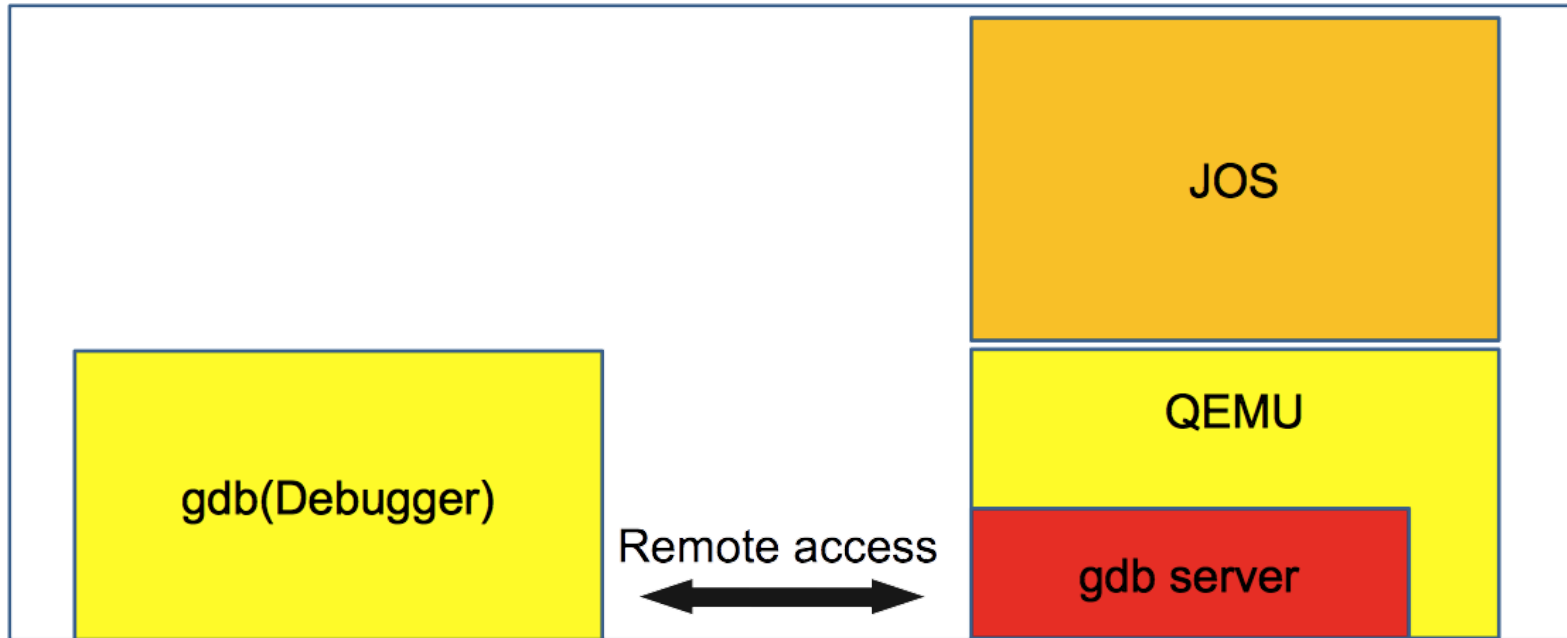 JOS
QEMU
gdb(Debugger)
Remote access
gdb server